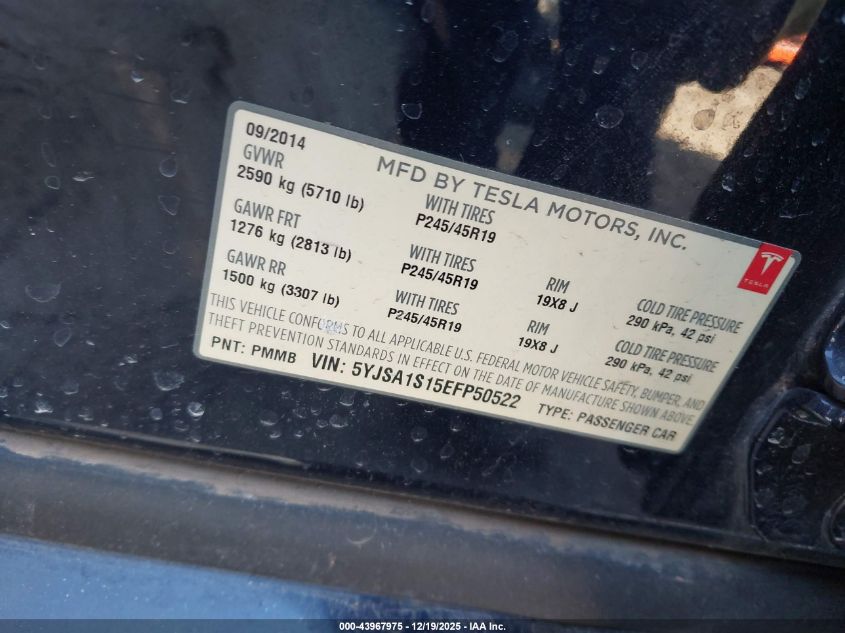 09/2014
MFD BY TESLA MOTORS, INC.
GVWR
2590 kg (5710 lb)
GAWR FRT
1276 kg (2813 lb)
WITH TIRES
P245/45R19
GAWR RR
1500 kg (3307 lb)
WITH TIRES
P245/45R19
RIM
19X8 J
COLD TIRE PRESSURE
290 kPa, 42 psi
WITH TIRES
P245/45R19
RIM
19X8 J
COLD TIRE PRESSURE
290 kPa, 42 psi
TESLA
THIS VEHICLE CONFORMS TO ALL APPLICABLE U.S. FEDERAL MOTOR VEHICLE SAFETY, BUMPER, AND
THEFT PREVENTION STANDARDS IN EFFECT ON THE DATE OF MANUFACTURE SHOWN ABOVE
PNT: PMMB VIN: 5YJSA1S15EFP50522 TYPE: PASSENGER CAR
000-43967975 - 12/19/2025 - IAA Inc.